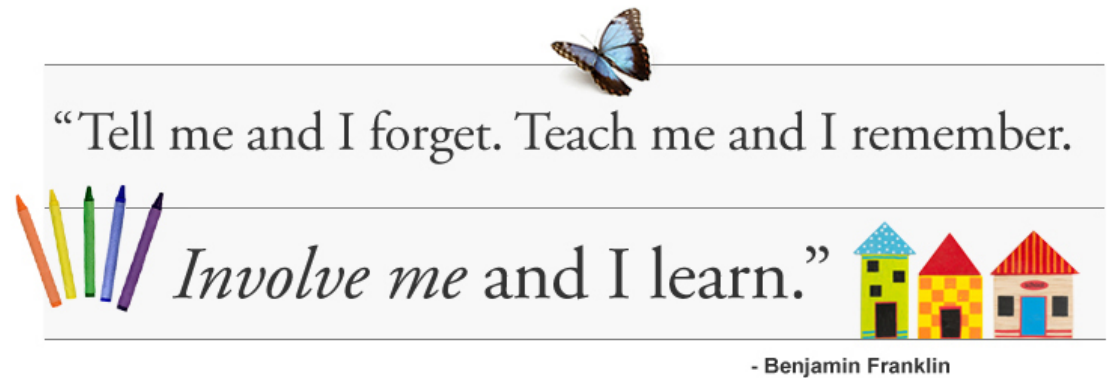 “Tell me and I forget. Teach me and I remember.
Involve me and I learn.”
- Benjamin Franklin